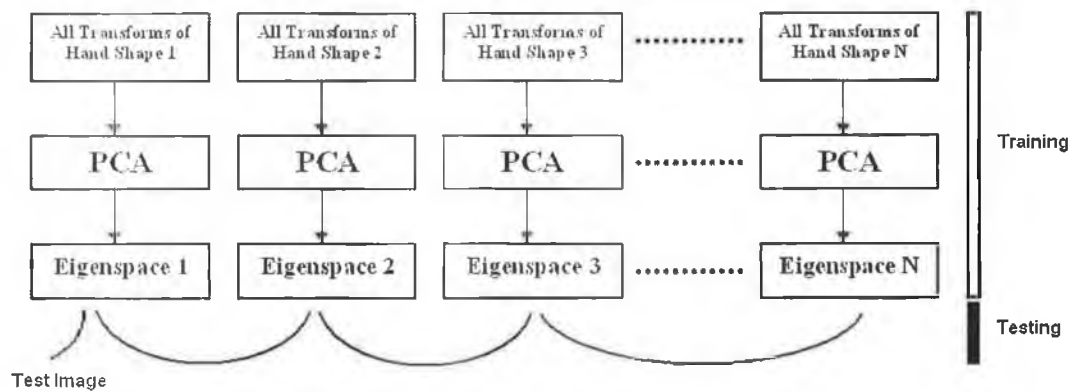 All Transforms of
Hand Shape 1
All Transforms of
Hand Shape 2
All Transforms of
Hand Shape 3
All Transforms of
Hand Shape N
PCA
PCA
PCA
PCA
Training
Eigenspace 1
Eigenspace 2
Eigenspace 3
Eigenspace N
Testing
Test Image